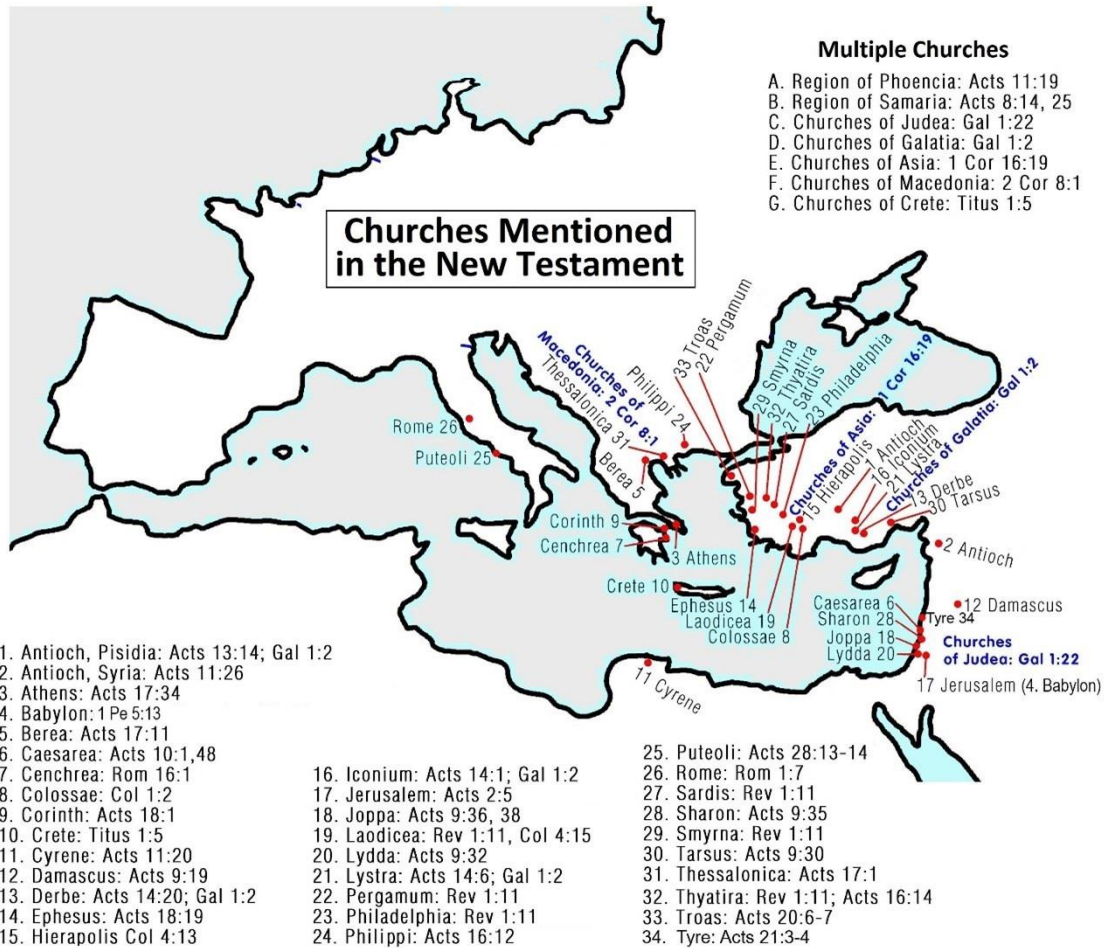 Multiple Churches
A. Region of Phoencia: Acts 11:19
B. Region of Samaria: Acts 8:14, 25
C. Churches of Judea: Gal 1:22
D. Churches of Galatia: Gal 1:2
E. Churches of Asia: 1 Cor 16:19
F. Churches of Macedonia: 2 Cor 8:1
G. Churches of Crete: Titus 1:5
Churches Mentioned
in the New Testament
Rome 26
Puteoli 25
Churches of
Macedonia: 2 Cor 8:1
Thessalonica 31
Berea 5
Philippi 24
33 Troas
22 Pergamum
29 Smyrna
32 Thyatira
27 Sardis
23 Philadelphia
Churches of Asia: 1 Cor 16:19
15 Hierapolis
1 Antioch
16 Iconium
21 Lystra
Churches of Galatia: Gal 1:2
13 Derbe
30 Tarsus
Corinth 9
Cenchrea 7
3 Athens
Crete 10
Ephesus 14
Laodicea 19
Colossae 8
2 Antioch
12 Damascus
Caesarea 6
Tyre 34
Sharon 28
Joppa 18
Lydda 20
Churches
of Judea: Gal 1:22
17 Jerusalem (4. Babylon)
11 Cyrene
1. Antioch, Pisidia: Acts 13:14; Gal 1:2
2. Antioch, Syria: Acts 11:26
3. Athens: Acts 17:34
4. Babylon: 1 Pe 5:13
5. Berea: Acts 17:11
6. Caesarea: Acts 10:1,48
7. Cenchrea: Rom 16:1
8. Colossae: Col 1:2
9. Corinth: Acts 18:1
10. Crete: Titus 1:5
11. Cyrene: Acts 11:20
12. Damascus: Acts 9:19
13. Derbe: Acts 14:20; Gal 1:2
14. Ephesus: Acts 18:19
15. Hierapolis Col 4:13
16. Iconium: Acts 14:1; Gal 1:2
17. Jerusalem: Acts 2:5
18. Joppa: Acts 9:36, 38
19. Laodicea: Rev 1:11, Col 4:15
20. Lydda: Acts 9:32
21. Lystra: Acts 14:6; Gal 1:2
22. Pergamum: Rev 1:11
23. Philadelphia: Rev 1:11
24. Philippi: Acts 16:12
25. Puteoli: Acts 28:13-14
26. Rome: Rom 1:7
27. Sardis: Rev 1:11
28. Sharon: Acts 9:35
29. Smyrna: Rev 1:11
30. Tarsus: Acts 9:30
31. Thessalonica: Acts 17:1
32. Thyatira: Rev 1:11; Acts 16:14
33. Troas: Acts 20:6-7
34. Tyre: Acts 21:3-4